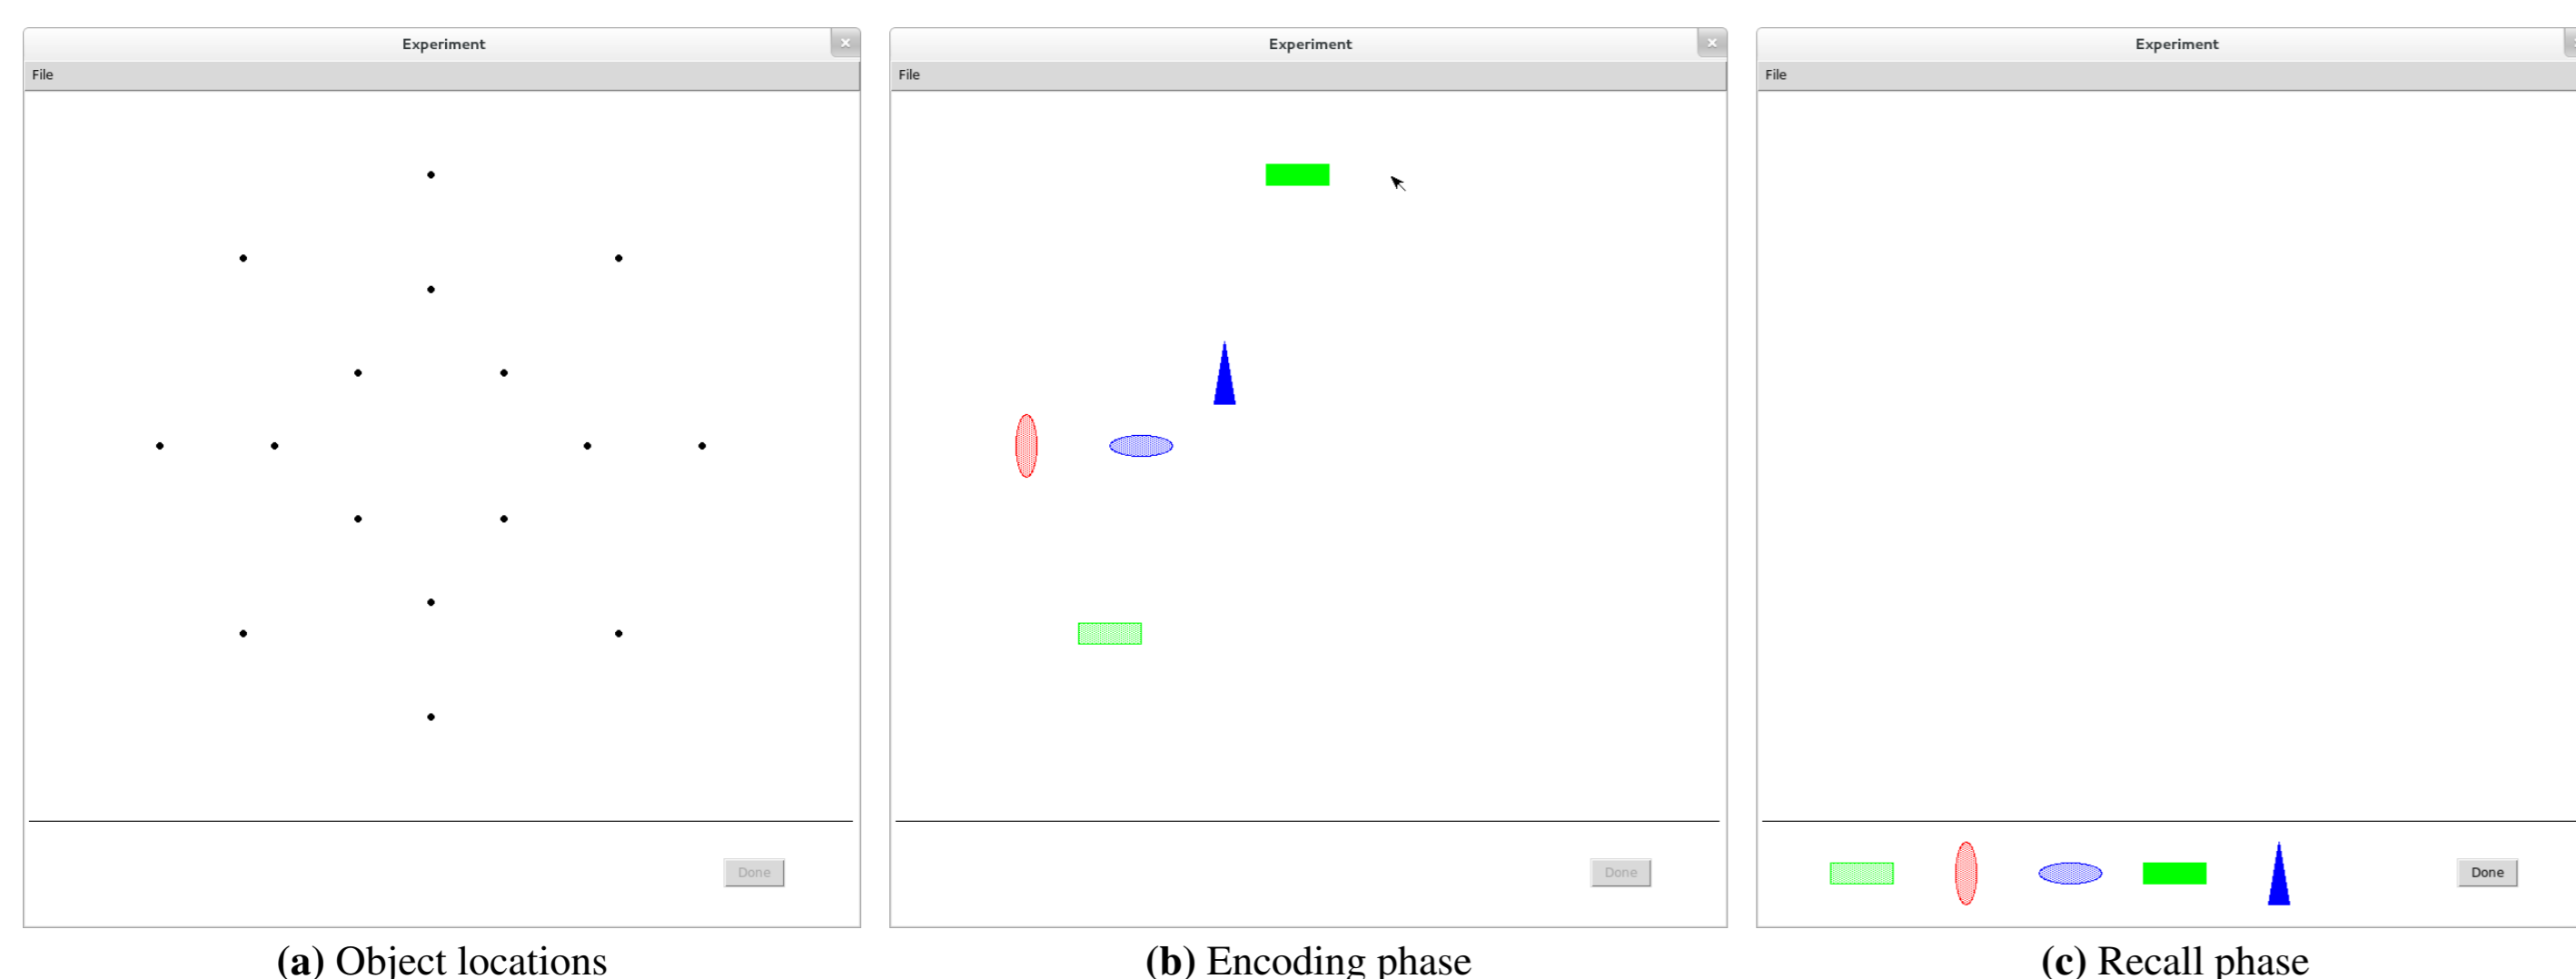 Experiment
File
Done
(a) Object locations
Experiment
File
Done
(b) Encoding phase
Experiment
File
Done
(c) Recall phase